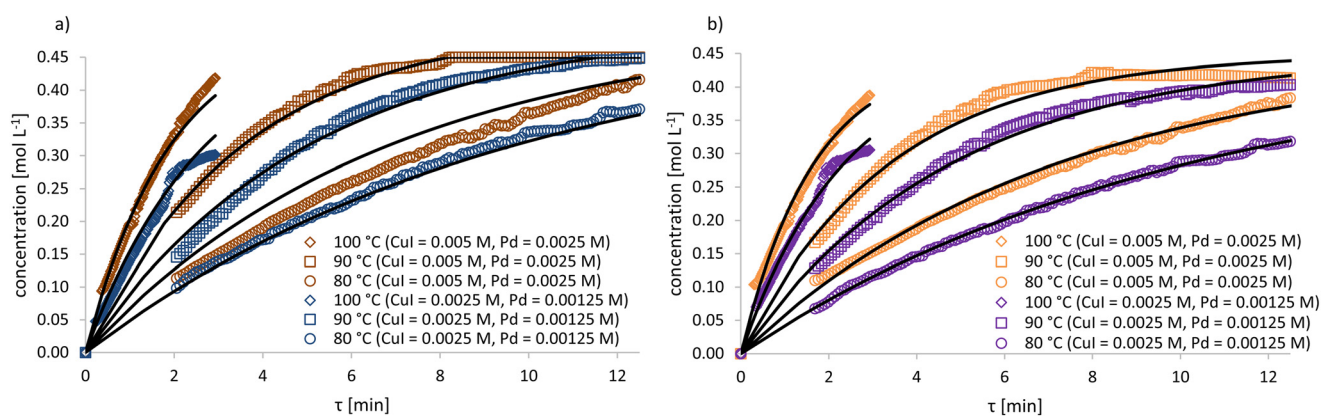 a)
concentration [mol L⁻¹]
0.45
0.40
0.35
0.30
0.25
0.20
0.15
0.10
0.05
0.00
100 °C (CuI = 0.005 M, Pd = 0.0025 M)
90 °C (CuI = 0.005 M, Pd = 0.0025 M)
80 °C (CuI = 0.005 M, Pd = 0.0025 M)
100 °C (CuI = 0.0025 M, Pd = 0.00125 M)
90 °C (CuI = 0.0025 M, Pd = 0.00125 M)
80 °C (CuI = 0.0025 M, Pd = 0.00125 M)
0 2 4 6 8 10 12
τ [min]
b)
concentration [mol L⁻¹]
0.45
0.40
0.35
0.30
0.25
0.20
0.15
0.10
0.05
0.00
100 °C (CuI = 0.005 M, Pd = 0.0025 M)
90 °C (CuI = 0.005 M, Pd = 0.0025 M)
80 °C (CuI = 0.005 M, Pd = 0.0025 M)
100 °C (CuI = 0.0025 M, Pd = 0.00125 M)
90 °C (CuI = 0.0025 M, Pd = 0.00125 M)
80 °C (CuI = 0.0025 M, Pd = 0.00125 M)
0 2 4 6 8 10 12
τ [min]